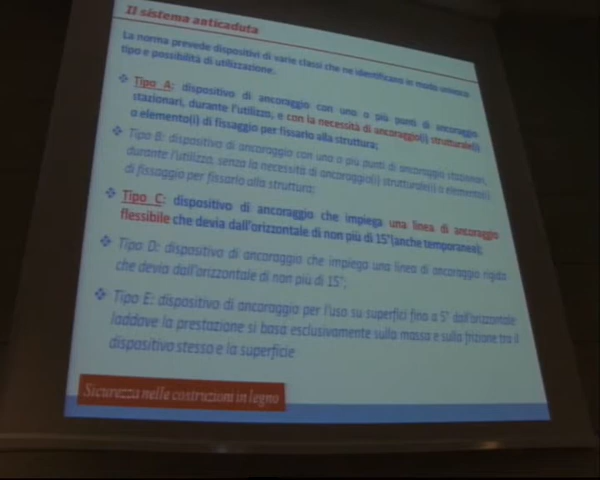 Il sistema anticaduta
La norma prevede dispositivi di varie classi che ne identificano in modo univoco
tipo e possibilità di utilizzazione.
❖ Tipo A: dispositivo di ancoraggio con uno o più punti di ancoraggio
stazionari, durante l'utilizzo, e con la necessità di ancoraggio(i) strutturale(i)
o elemento(i) di fissaggio per fissarlo alla struttura;
❖ Tipo B: dispositivo di ancoraggio con uno o più punti di ancoraggio stazionari,
durante l'utilizzo, senza la necessità di ancoraggio(i) strutturale(i) o elemento(i)
di fissaggio per fissarlo alla struttura;
❖ Tipo C: dispositivo di ancoraggio che impiega una linea di ancoraggio
flessibile che devia dall'orizzontale di non più di 15°(anche temporanea);
❖ Tipo D: dispositivo di ancoraggio che impiega una linea di ancoraggio rigida
che devia dall'orizzontale di non più di 15°;
❖ Tipo E: dispositivo di ancoraggio per l'uso su superfici fino a 5° dall'orizzontale
laddove la prestazione si basa esclusivamente sulla massa e sulla frizione tra il
dispositivo stesso e la superficie
Sicurezza nelle costruzioni in legno